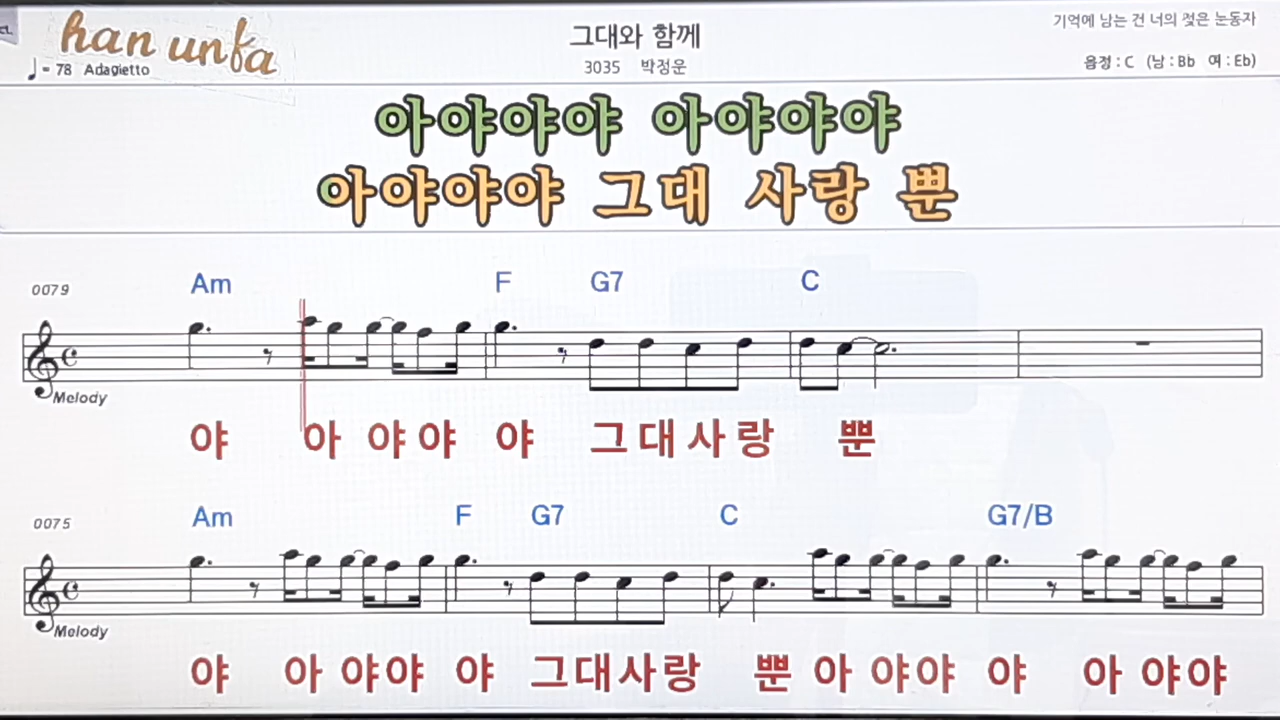 han unfa
♩= 78 Adagietto
그대와 함께
3035 박정운
기억에 남는 건 너의 젖은 눈동자
음정 : C (남 : Bb 여 : Eb)
아야야야 아야야야
아야야야 그대 사랑 뿐
0079
Am F G7 C
Melody
야 아 야 야 야 그 대 사 랑 뿐
0075
Am F G7 C G7/B
Melody
야 아 야야 야 그대사랑 뿐 아 야야 야 아 야야